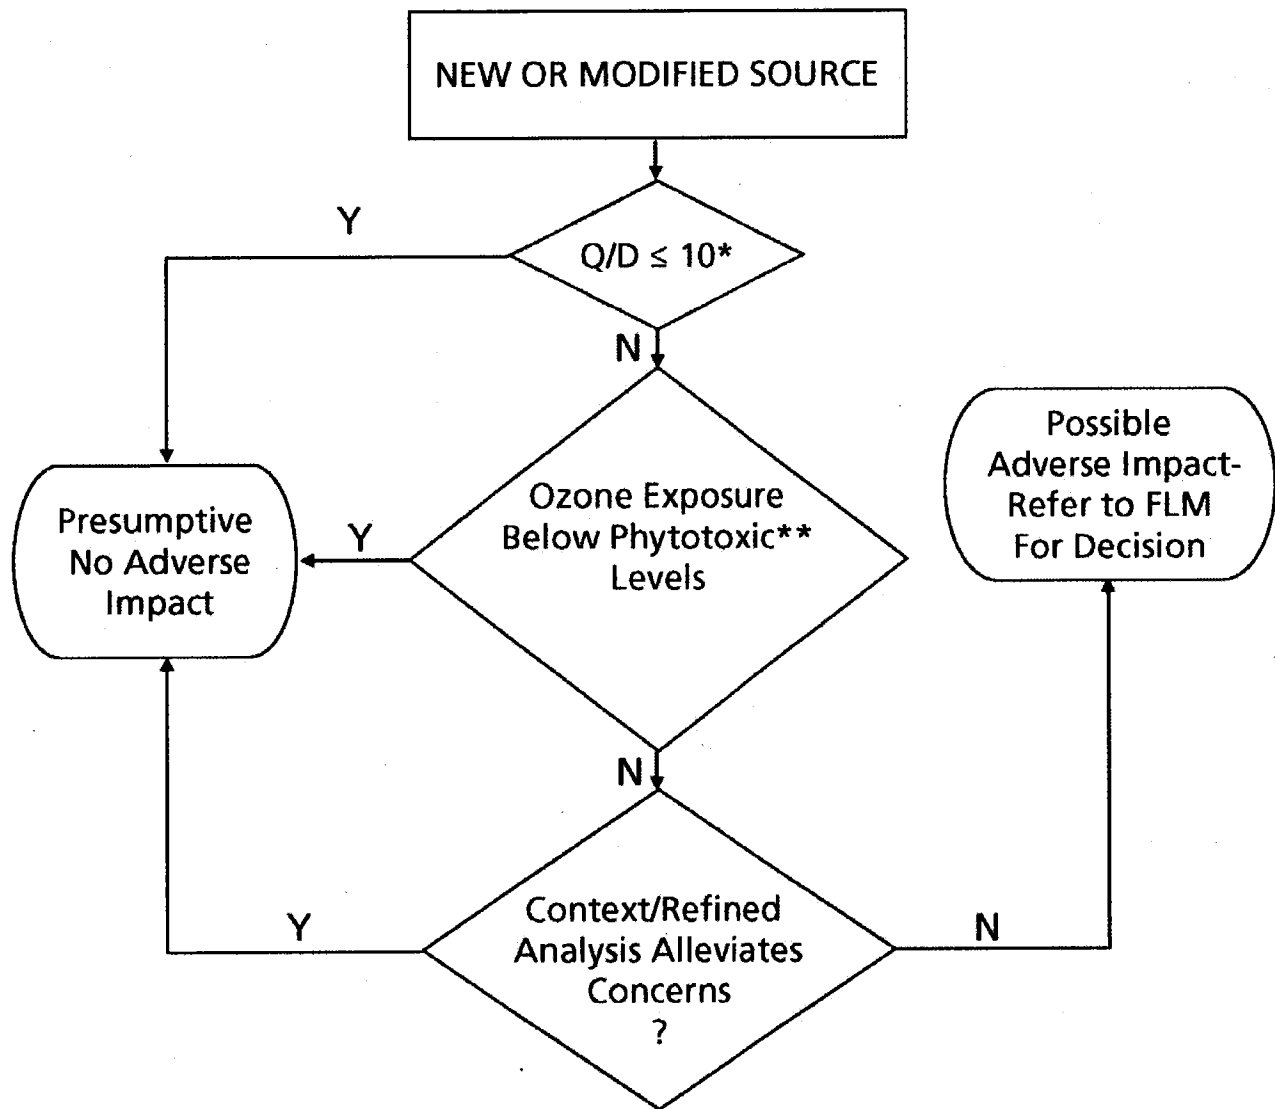 NEW OR MODIFIED SOURCE
Y
Q/D ≤ 10*
N
Possible
Adverse Impact-
Refer to FLM
For Decision
Ozone Exposure
Below Phytotoxic**
Levels
Y
Presumptive
No Adverse
Impact
N
Context/Refined
Analysis Alleviates
Concerns
?
Y
N